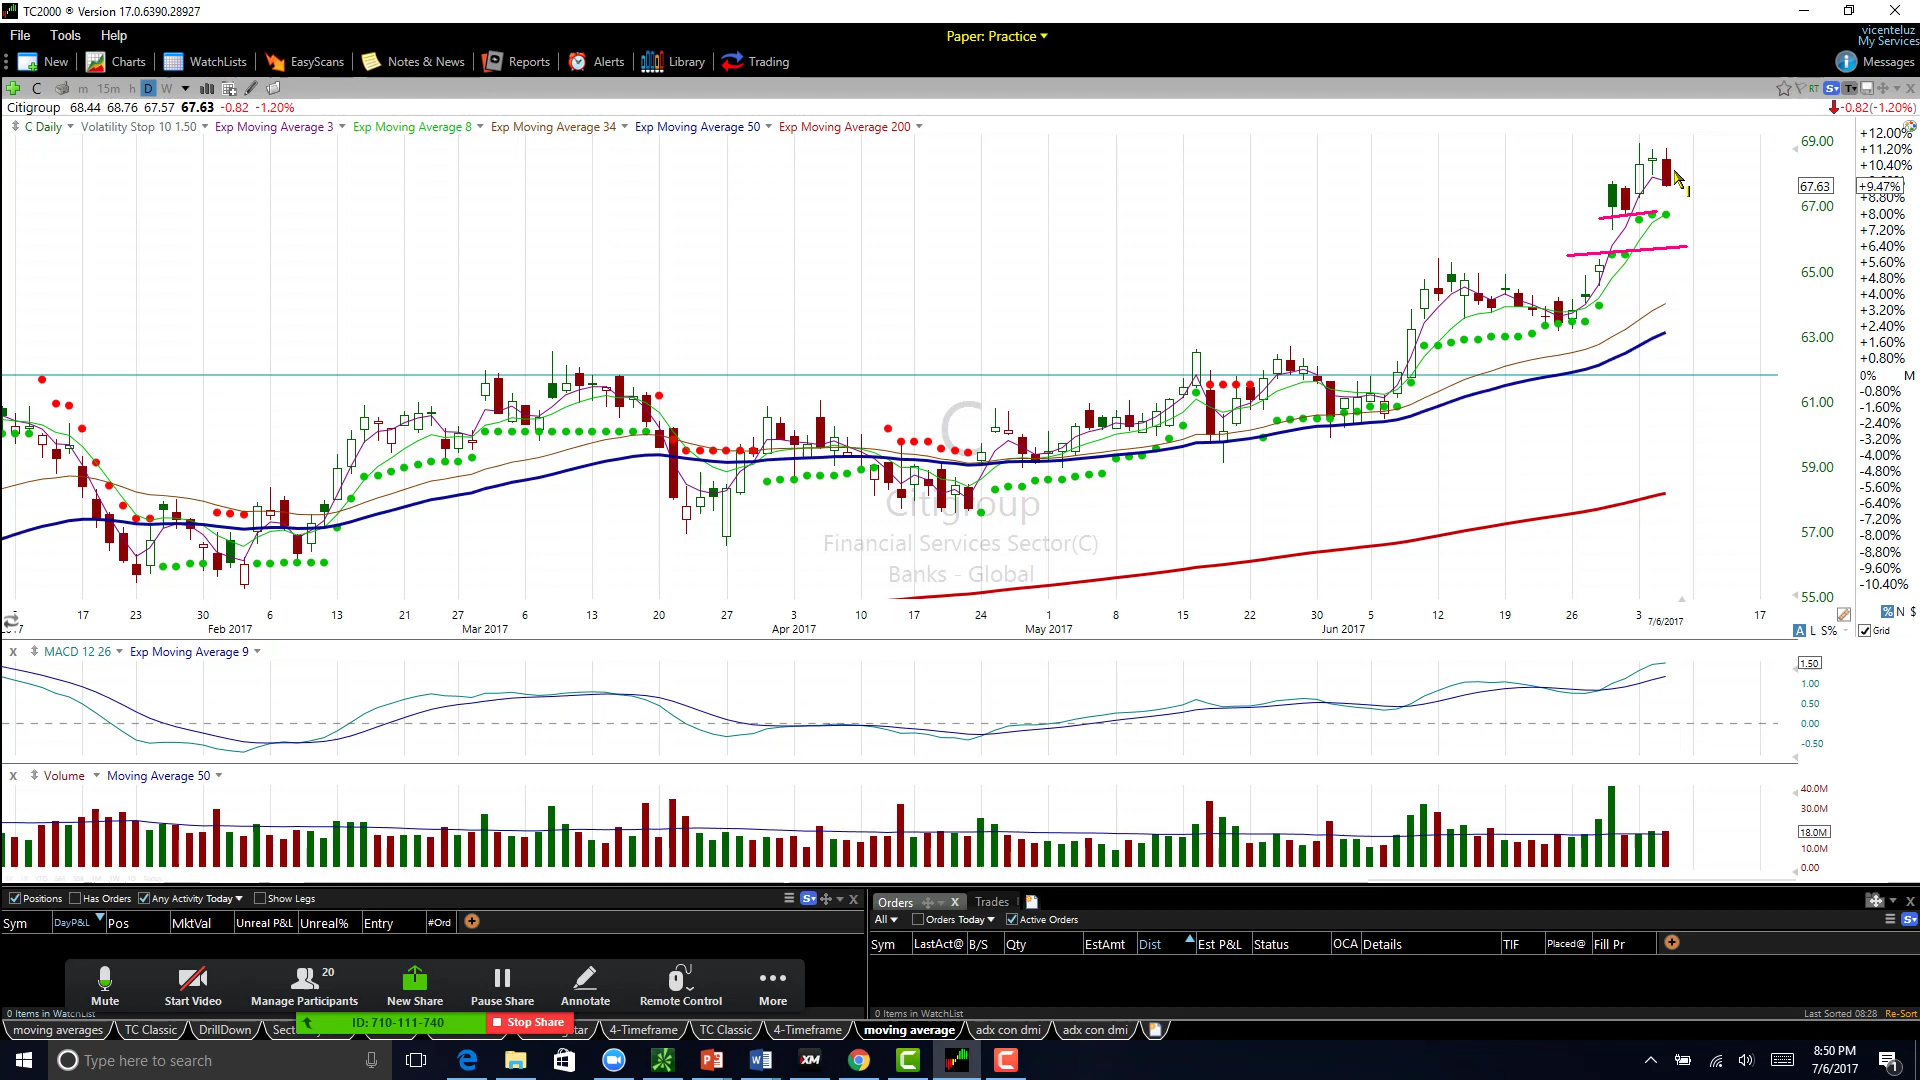 TC2000 ® Version 17.0.6390.28927
File Tools Help
Paper: Practice
vicenteluz
My Services
New Charts WatchLists EasyScans Notes & News Reports Alerts Library Trading
Messages
C m 15m h D W RT S T
Citigroup 68.44 68.76 67.57 67.63 -0.82 -1.20%
-0.82(-1.20%)
C Daily Volatility Stop 10 1.50 Exp Moving Average 3 Exp Moving Average 8 Exp Moving Average 34 Exp Moving Average 50 Exp Moving Average 200
69.00
67.63
67.00
65.00
63.00
61.00
59.00
57.00
55.00
+12.00%
+11.20%
+10.40%
+9.47%
+8.80%
+8.00%
+7.20%
+6.40%
+5.60%
+4.80%
+4.00%
+3.20%
+2.40%
+1.60%
+0.80%
0% M
-0.80%
-1.60%
-2.40%
-3.20%
-4.00%
-4.80%
-5.60%
-6.40%
-7.20%
-8.00%
-8.80%
-9.60%
-10.40%
C
Citigroup
Financial Services Sector(C)
Banks - Global
17 23 30 6 13 21 27 6 13 20 27 3 10 17 24 1 8 15 22 30 5 12 19 26 3 17
Feb 2017 Mar 2017 Apr 2017 May 2017 Jun 2017 7/6/2017
% N $
A L S% Grid
X MACD 12 26 Exp Moving Average 9
1.50
1.00
0.50
0.00
-0.50
X Volume Moving Average 50
40.0M
30.0M
18.0M
10.0M
0.00
Positions Has Orders Any Activity Today Show Legs
Sym DayP&L Pos MktVal Unreal P&L Unreal% Entry #Ord
Orders X Trades
All Orders Today Active Orders
Sym LastAct@ B/S Qty EstAmt Dist Est P&L Status OCA Details TIF Placed@ Fill Pr
20
Mute Start Video Manage Participants New Share Pause Share Annotate Remote Control More
0 Items in WatchList
ID: 710-111-740 Stop Share
0 Items in WatchList
Last Sorted 08:28 Re-Sort
moving averages TC Classic DrillDown 4-Timeframe TC Classic 4-Timeframe moving average adx con dmi adx con dmi
Type here to search
8:50 PM
7/6/2017